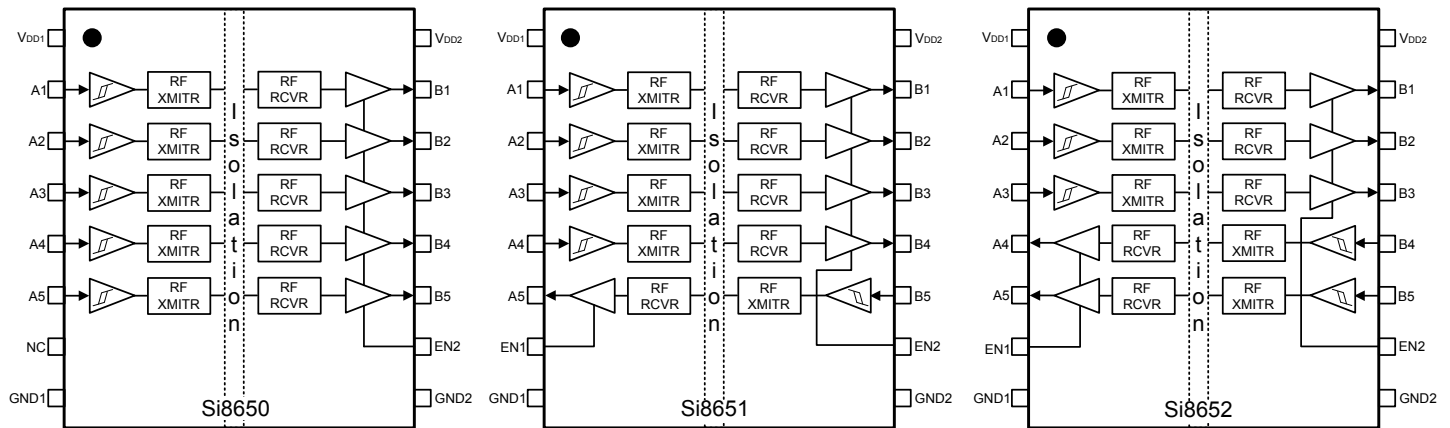 VDD1
VDD2
A1
RF XMITR
RF RCVR
B1
A2
RF XMITR
RF RCVR
B2
A3
RF XMITR
RF RCVR
B3
A4
RF XMITR
RF RCVR
B4
A5
RF XMITR
RF RCVR
B5
Isolation
NC
EN2
GND1
GND2
Si8650
VDD1
VDD2
A1
RF XMITR
RF RCVR
B1
A2
RF XMITR
RF RCVR
B2
A3
RF XMITR
RF RCVR
B3
A4
RF XMITR
RF RCVR
B4
A5
RF RCVR
RF XMITR
B5
Isolation
EN1
EN2
GND1
GND2
Si8651
VDD1
VDD2
A1
RF XMITR
RF RCVR
B1
A2
RF XMITR
RF RCVR
B2
A3
RF XMITR
RF RCVR
B3
A4
RF RCVR
RF XMITR
B4
A5
RF RCVR
RF XMITR
B5
Isolation
EN1
EN2
GND1
GND2
Si8652